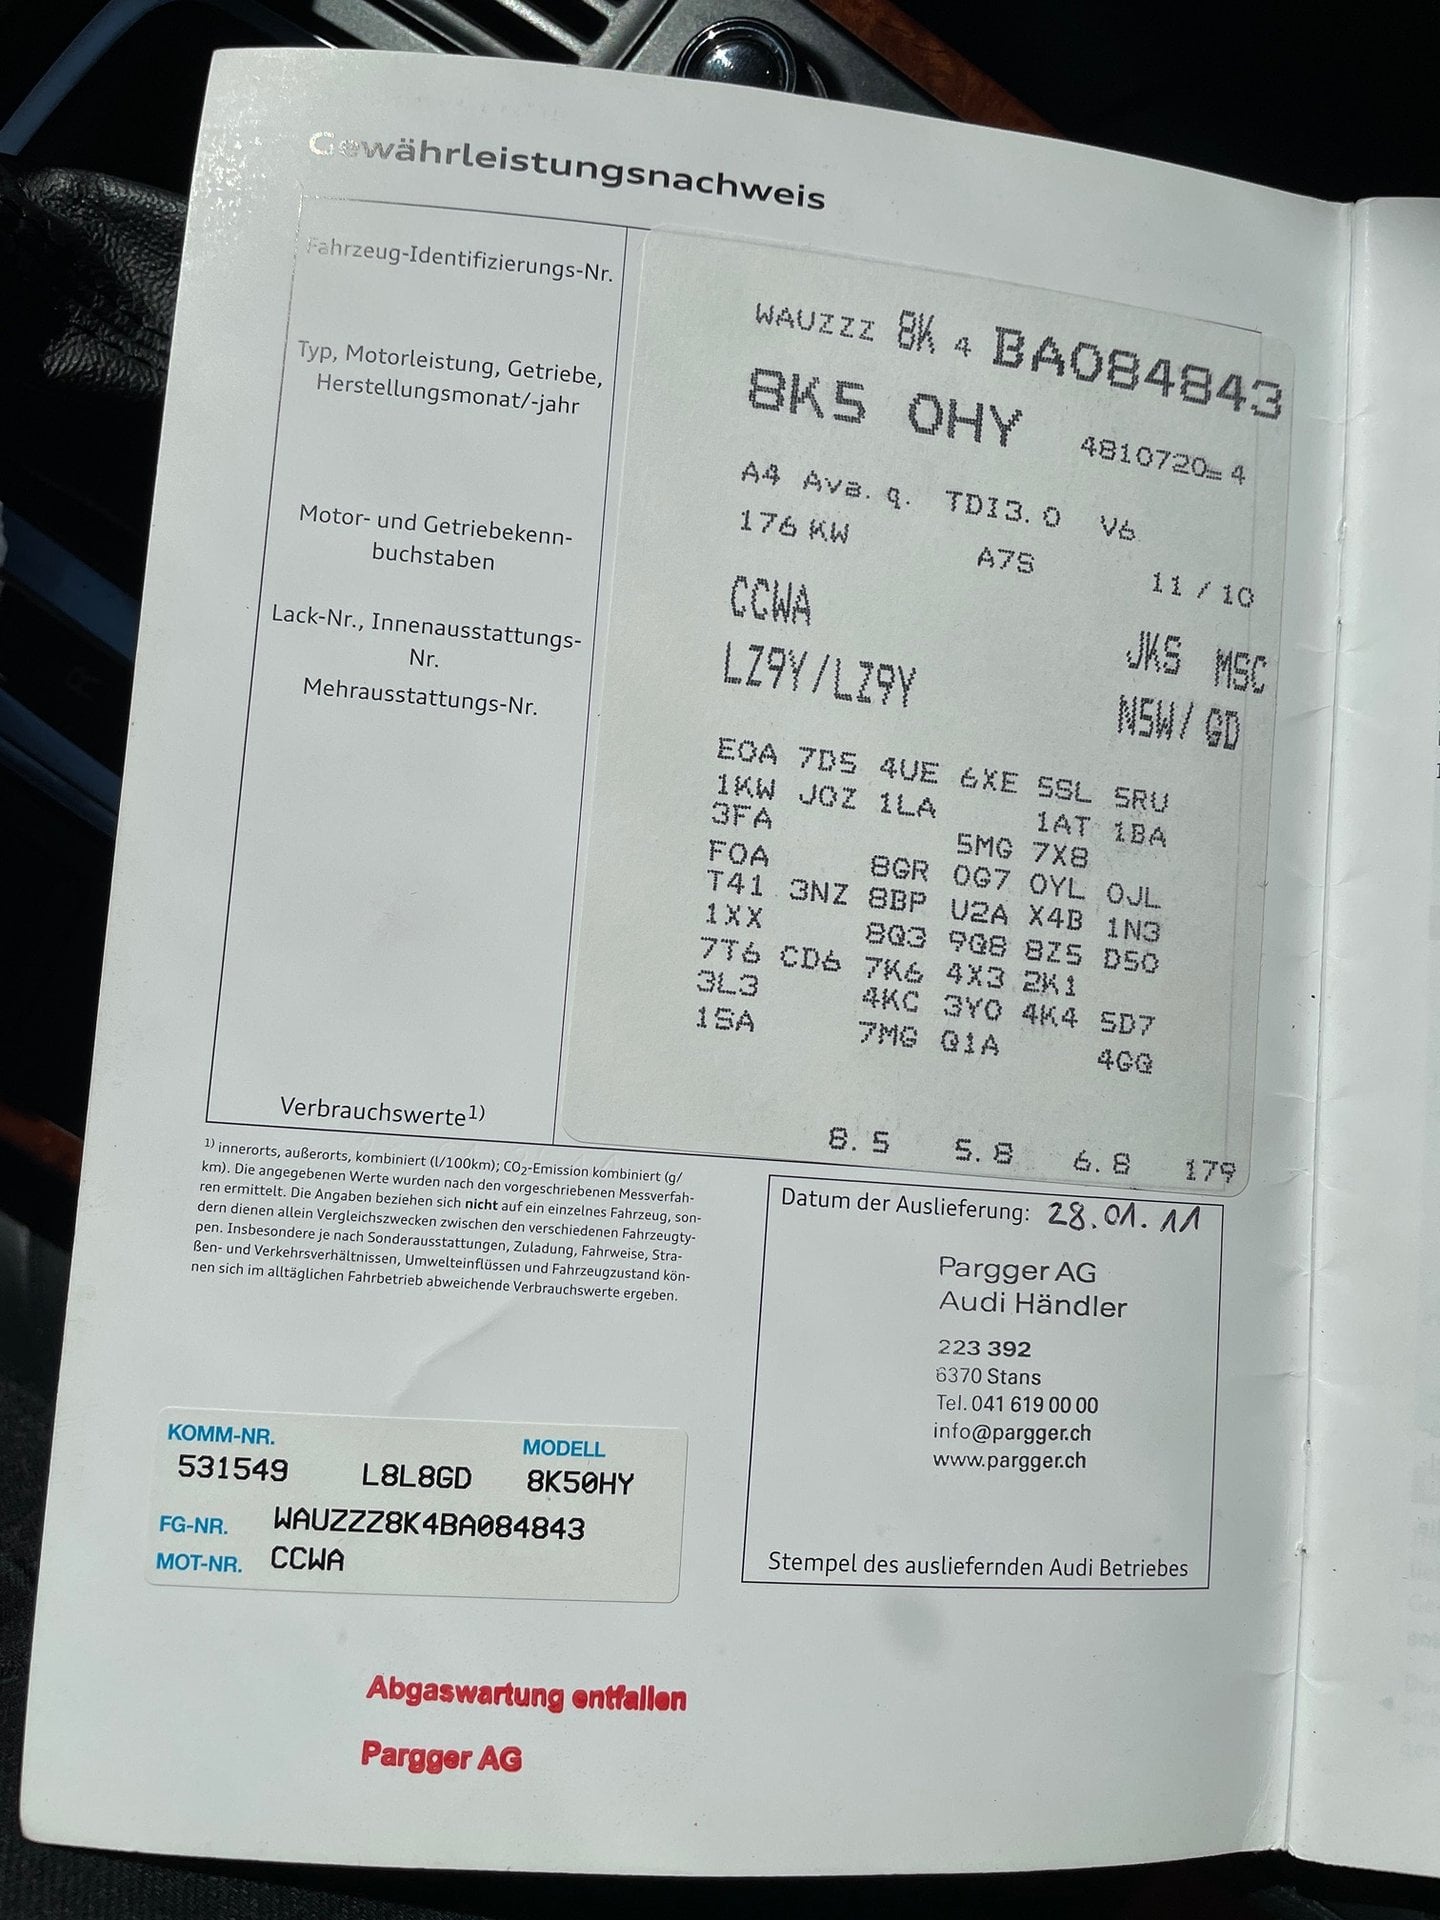 Gewährleistungsnachweis
Fahrzeug-Identifizierungs-Nr.
WAUZZZ 8K 4 BA084843
Typ, Motorleistung, Getriebe,
Herstellungsmonat/-jahr
8K5 0HY 4810720=4
A4 Ava. q. TDI3.0 V6
176 KW A7S 11 / 10
Motor- und Getriebekenn-
buchstaben
CCWA JKS MSC
Lack-Nr., Innenausstattungs-
Nr.
LZ9Y/LZ9Y N5W/ GD
Mehrausstattungs-Nr.
E0A 7D5 4UE 6XE 5SL 5RU
1KW J0Z 1LA 1AT 1BA
3FA 5MG 7X8
F0A 8GR 0G7 0YL 0JL
T41 3NZ 8BP U2A X4B 1N3
1XX 8Q3 9Q8 8Z5 D50
7T6 CD6 7K6 4X3 2K1
3L3 4KC 3Y0 4K4 5D7
1SA 7MG Q1A 4GQ
Verbrauchswerte1)
8.5 5.8 6.8 179
1) innerorts, außerorts, kombiniert (l/100km); CO2-Emission kombiniert (g/
km). Die angegebenen Werte wurden nach den vorgeschriebenen Messverfah-
ren ermittelt. Die Angaben beziehen sich nicht auf ein einzelnes Fahrzeug, son-
dern dienen allein Vergleichszwecken zwischen den verschiedenen Fahrzeugty-
pen. Insbesondere je nach Sonderausstattungen, Zuladung, Fahrweise, Stra-
ßen- und Verkehrsverhältnissen, Umwelteinflüssen und Fahrzeugzustand kön-
nen sich im alltäglichen Fahrbetrieb abweichende Verbrauchswerte ergeben.
Datum der Auslieferung: 28.01.11
Pargger AG
Audi Händler
223 392
6370 Stans
Tel. 041 619 00 00
info@pargger.ch
www.pargger.ch
Stempel des ausliefernden Audi Betriebes
KOMM-NR. MODELL
531549 L8L8GD 8K50HY
FG-NR. WAUZZZ8K4BA084843
MOT-NR. CCWA
Abgaswartung entfallen
Pargger AG